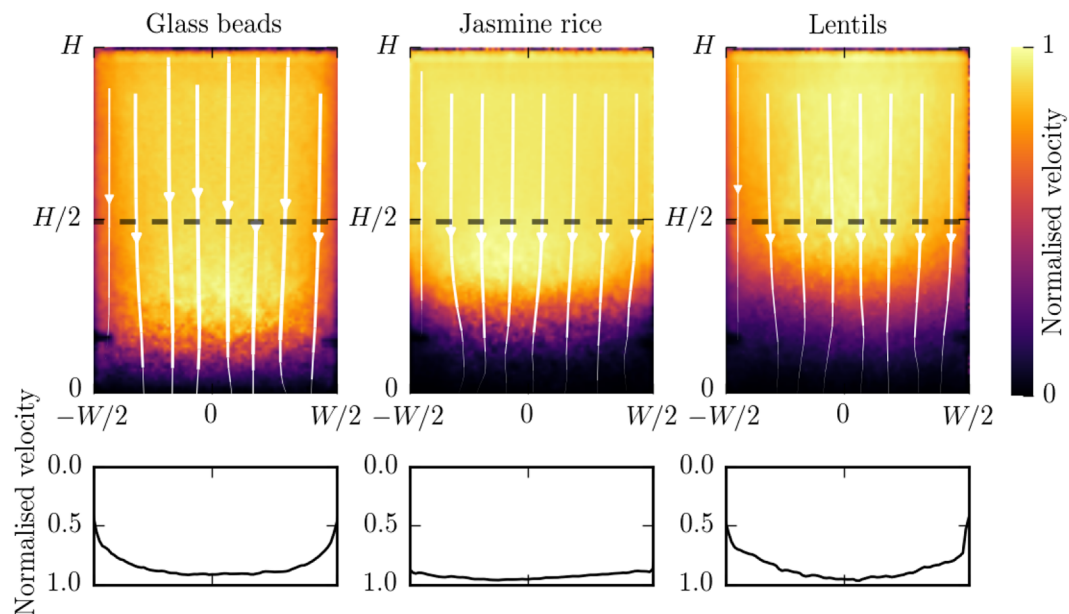 Glass beads Jasmine rice Lentils
H H H 1
H/2 H/2 H/2
Normalised velocity
0 0 0 0
−W/2 0 W/2 −W/2 0 W/2 −W/2 0 W/2
Normalised velocity
0.0 0.0 0.0
0.5 0.5 0.5
1.0 1.0 1.0